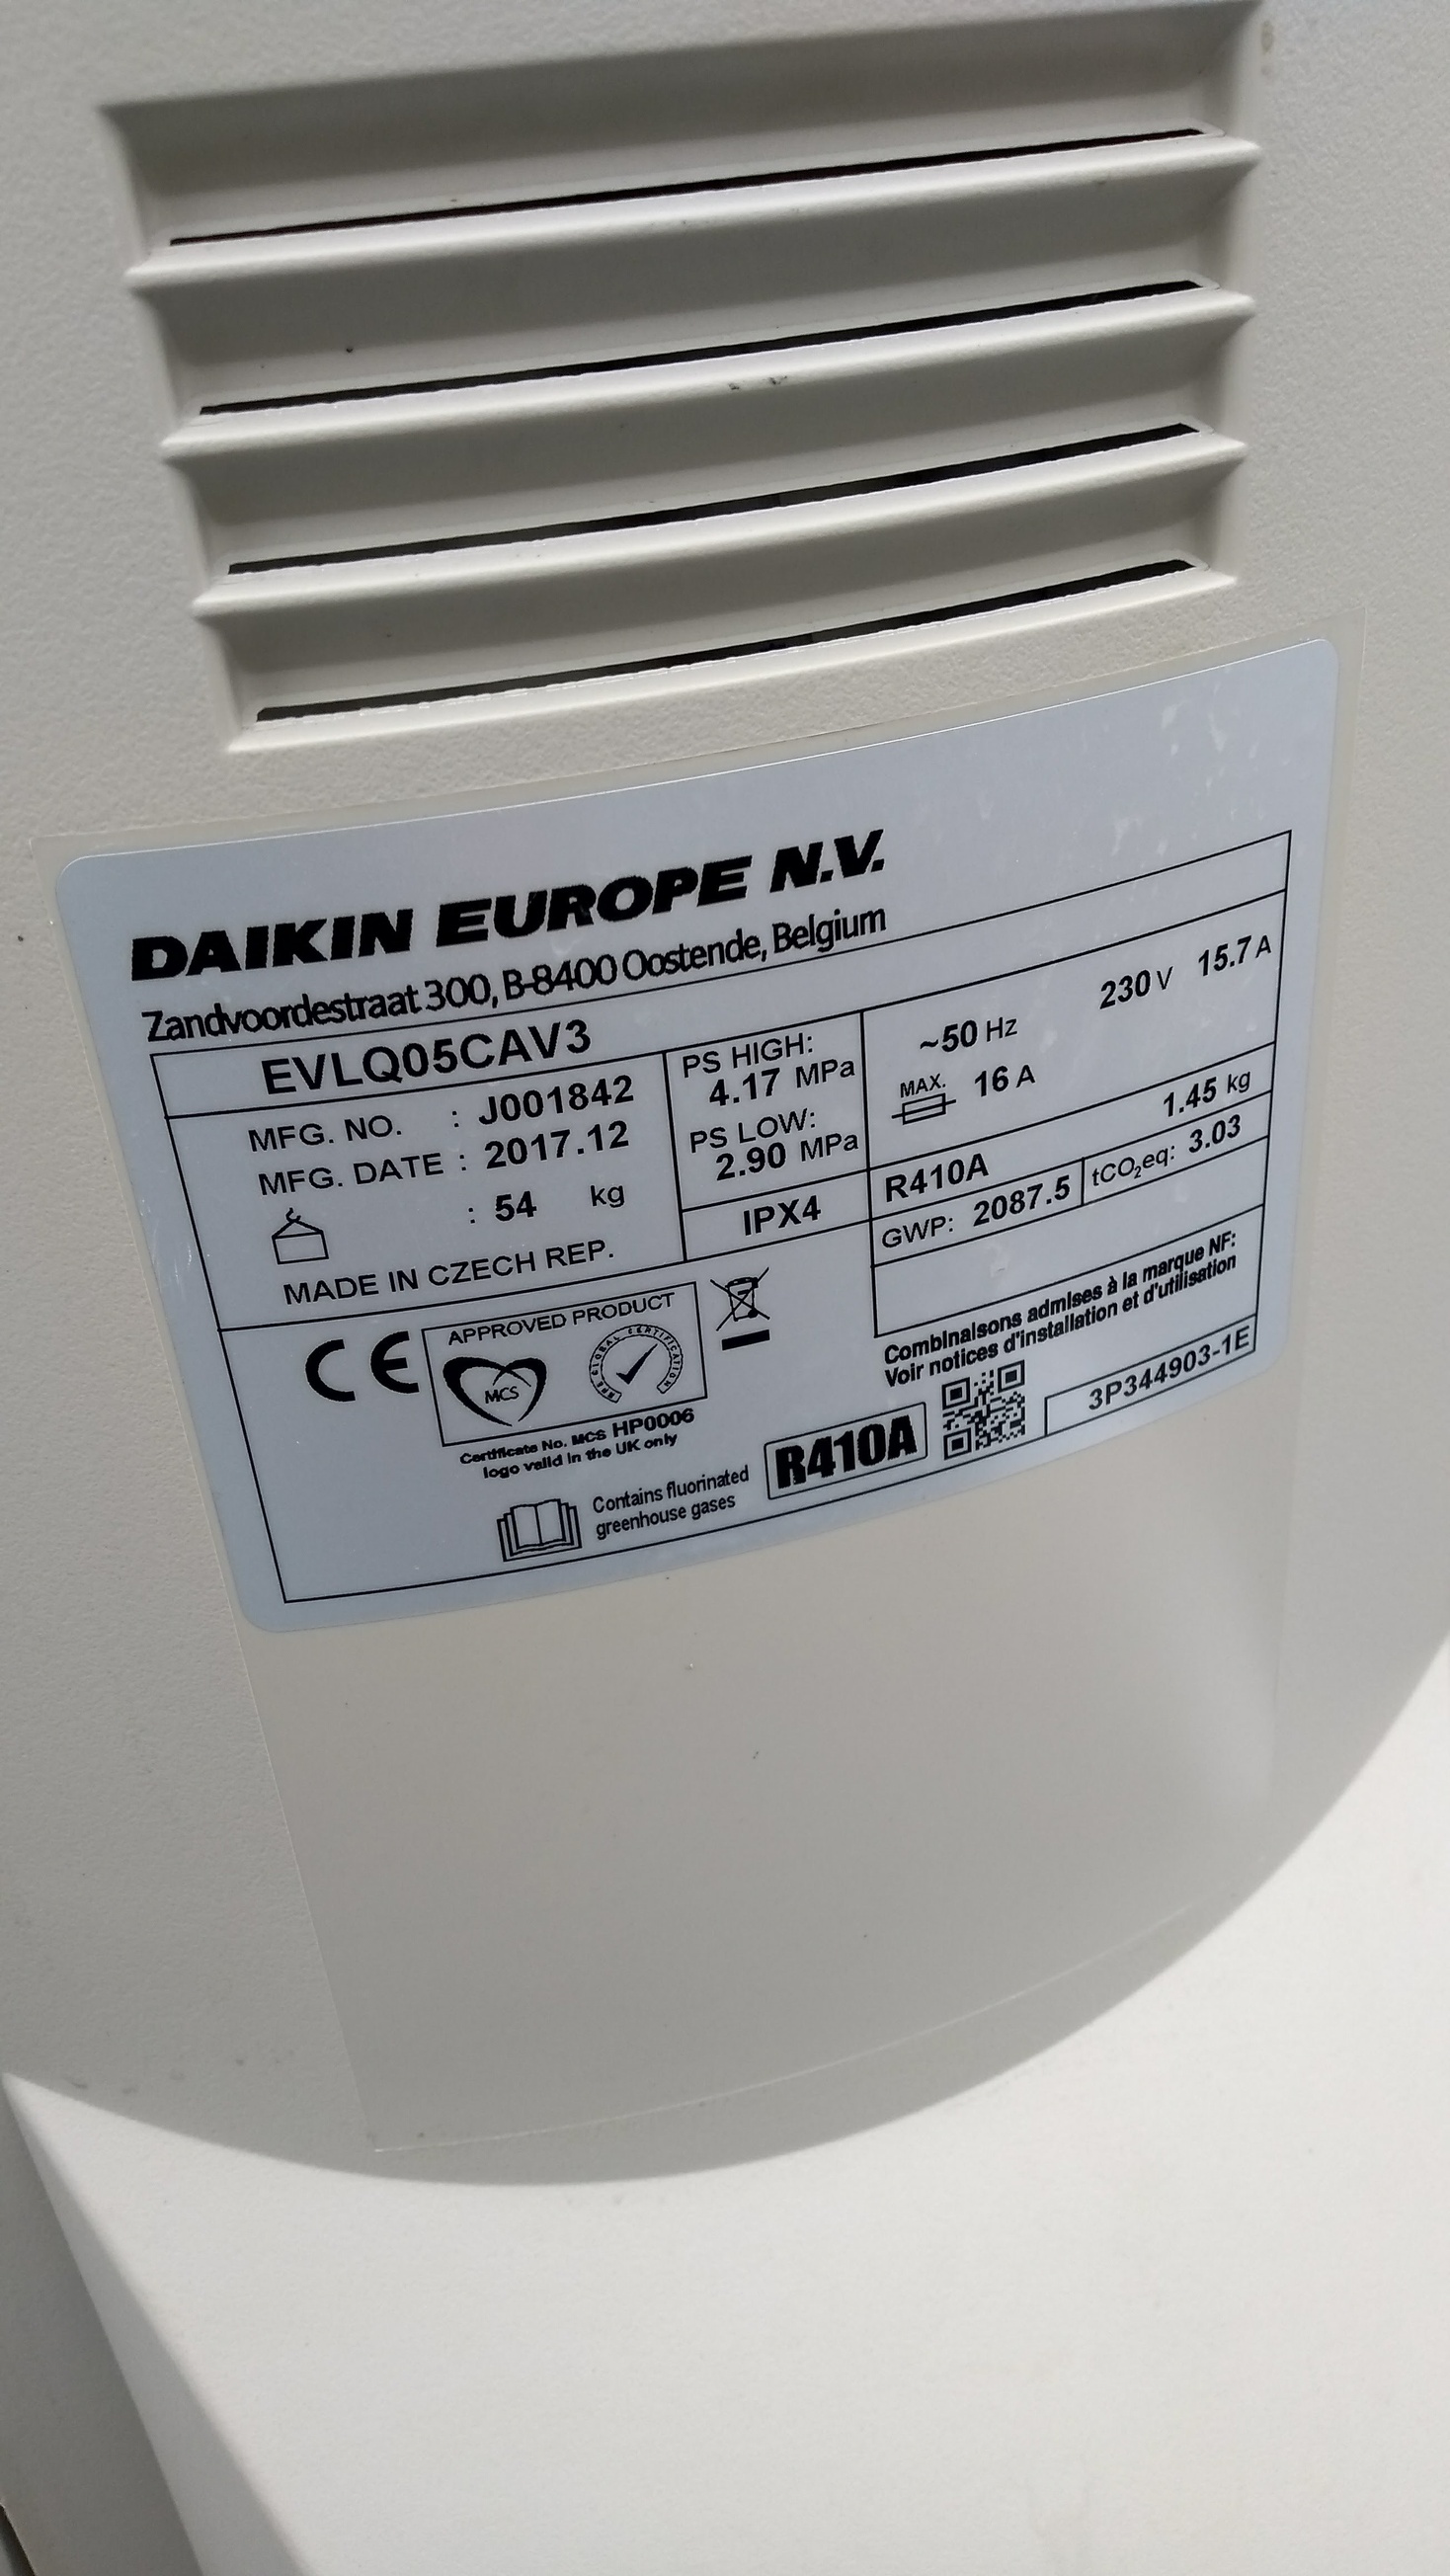 DAIKIN EUROPE N.V.
Zandvoordestraat 300, B-8400 Oostende, Belgium
EVLQ05CAV3
MFG. NO. : J001842
MFG. DATE : 2017.12
: 54 kg
MADE IN CZECH REP.
PS HIGH:
4.17 MPa
PS LOW:
2.90 MPa
IPX4
~50 Hz 230 V 15.7 A
MAX. 16 A
R410A 1.45 kg
GWP: 2087.5 tCO₂eq: 3.03
CE
APPROVED PRODUCT
MCS
BRE GLOBAL CERTIFICATION
Certificate No. MCS HP0006
logo valid in the UK only
Combinaisons admises à la marque NF:
Voir notices d'installation et d'utilisation
Contains fluorinated
greenhouse gases
R410A
3P344903-1E